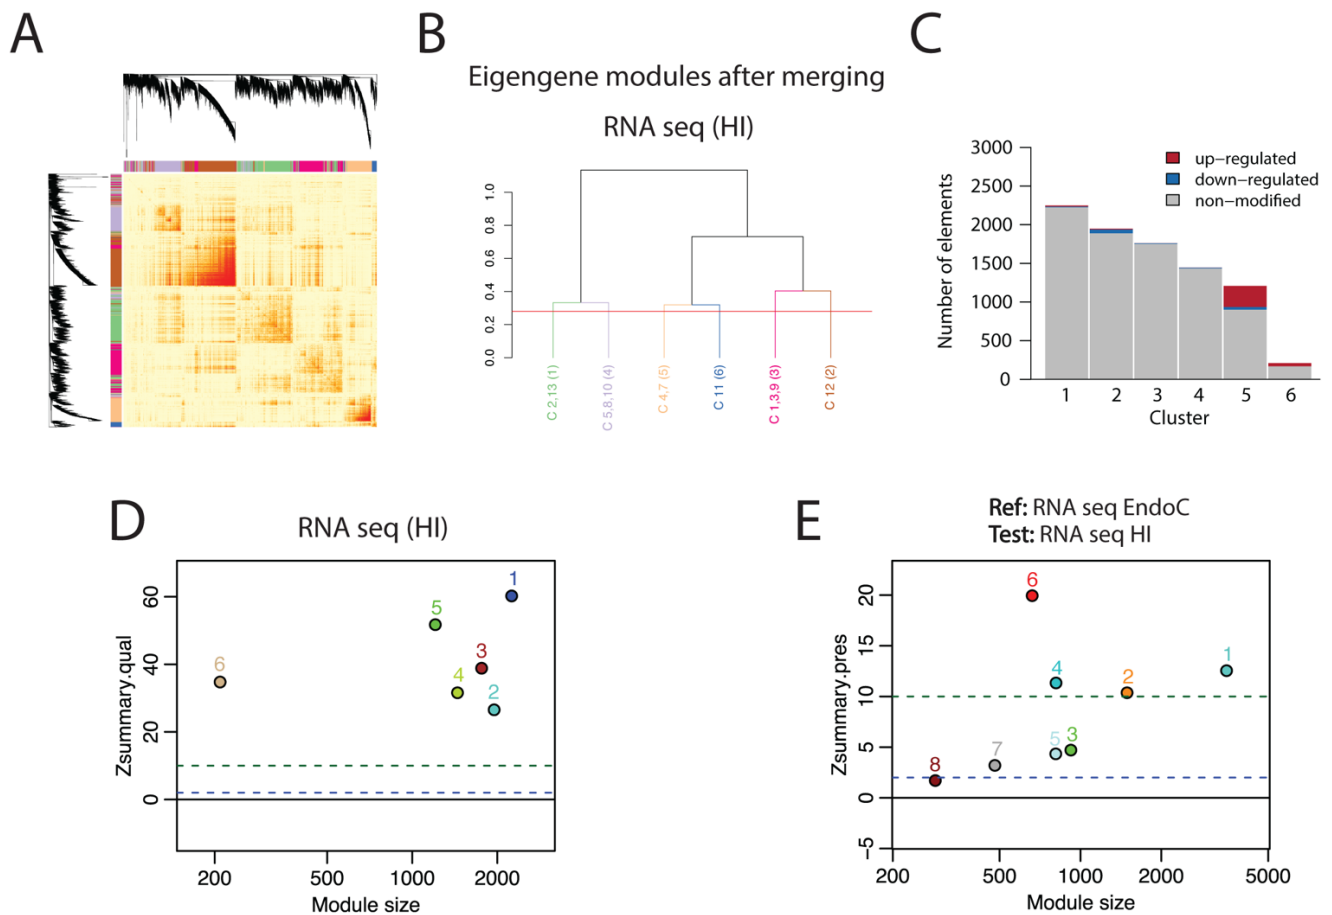 A
B
Eigengene modules after merging
RNA seq (HI)
0.0
0.2
0.4
0.6
0.8
1.0
C 2,13 (1)
C 5,8,10 (4)
C 4,7 (5)
C 11 (6)
C 1,3,9 (3)
C 12 (2)
C
Number of elements
3000
2500
2000
1500
1000
500
0
up−regulated
down−regulated
non−modified
1 2 3 4 5 6
Cluster
D
RNA seq (HI)
Zsummary.qual
60
40
20
0
1
5
3
6
4
2
200 500 1000 2000
Module size
E
Ref: RNA seq EndoC
Test: RNA seq HI
Zsummary.pres
20
15
10
5
0
−5
6
1
4
2
3
5
7
8
200 500 1000 2000 5000
Module size